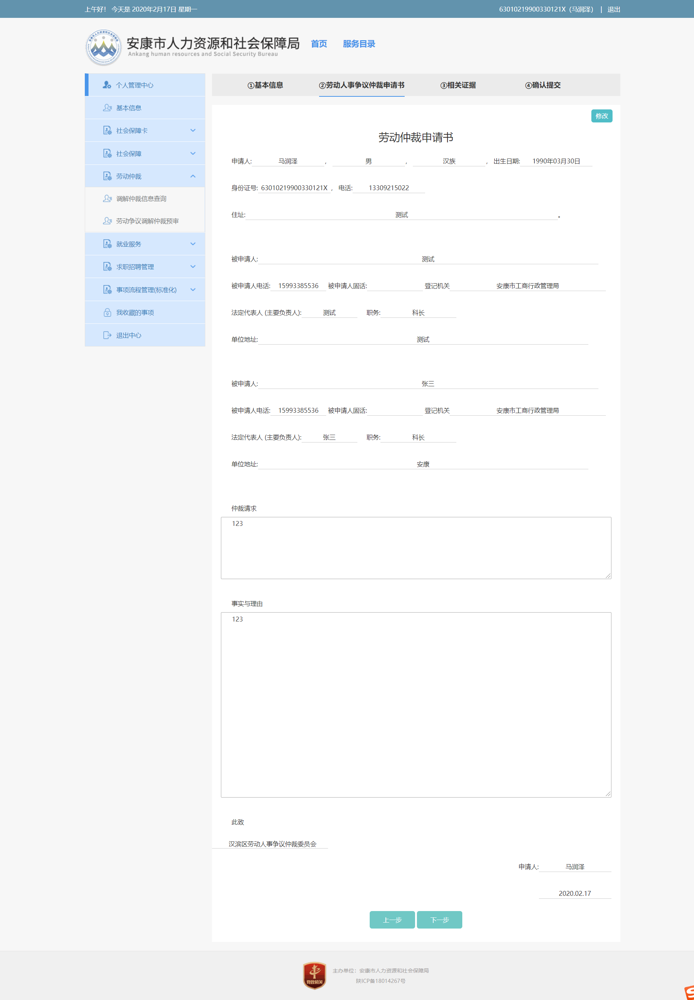 上午好！ 今天是 2020年2月17日 星期一
63010219900330121X（马润泽） | 退出
安康市人力资源和社会保障局
Ankang human resources and Social Security Bureau
首页 服务目录
个人管理中心
基本信息
社会保障卡
社会保障
劳动仲裁
调解仲裁信息查询
劳动争议调解仲裁预审
就业服务
求职招聘管理
事项流程管理(标准化)
我收藏的事项
退出中心
①基本信息 ②劳动人事争议仲裁申请书 ③相关证据 ④确认提交
修改
劳动仲裁申请书
申请人: 马润泽 , 男 , 汉族 , 出生日期: 1990年03月30日
身份证号: 63010219900330121X , 电话: 13309215022
住址: 测试 。
被申请人: 测试
被申请人电话: 15993385536 被申请人固话: 登记机关 安康市工商行政管理局
法定代表人 (主要负责人): 测试 职务: 科长
单位地址: 测试
被申请人: 张三
被申请人电话: 15993385536 被申请人固话: 登记机关 安康市工商行政管理局
法定代表人 (主要负责人): 张三 职务: 科长
单位地址: 安康
仲裁请求
123
事实与理由
123
此致
汉滨区劳动人事争议仲裁委员会
申请人: 马润泽
2020.02.17
上一步 下一步
党政机关
主办单位：安康市人力资源和社会保障局
陕ICP备18014267号